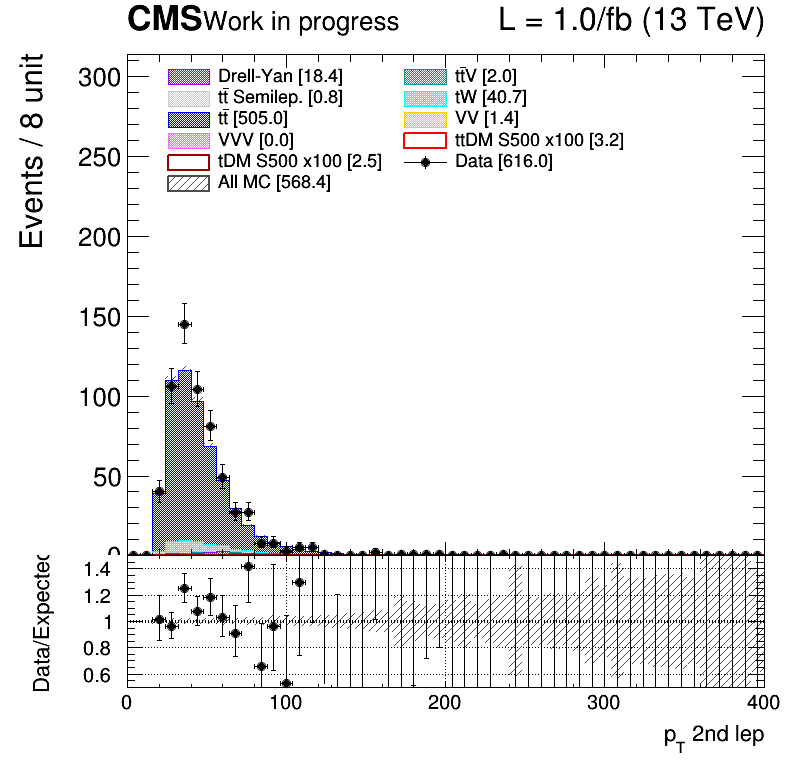 CMS Work in progress L = 1.0/fb (13 TeV)
Events / 8 unit
300
250
200
150
100
50
0
Drell-Yan [18.4]
tt̄ Semilep. [0.8]
tt̄ [505.0]
VVV [0.0]
tDM S500 x100 [2.5]
All MC [568.4]
tt̄V [2.0]
tW [40.7]
VV [1.4]
ttDM S500 x100 [3.2]
Data [616.0]
Data/Expected
1.4
1.2
1
0.8
0.6
0 100 200 300 400
p_T 2nd lep